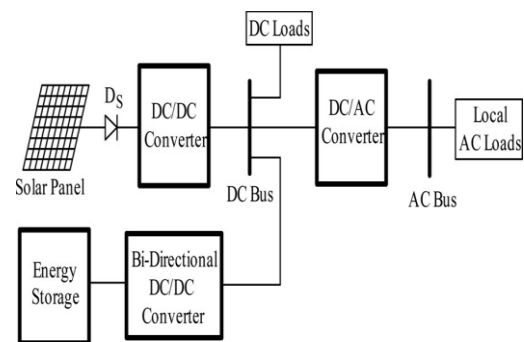 DC Loads
D_S
DC/DC
Converter
DC/AC
Converter
Local
AC Loads
Solar Panel
DC Bus
AC Bus
Energy
Storage
Bi-Directional
DC/DC
Converter